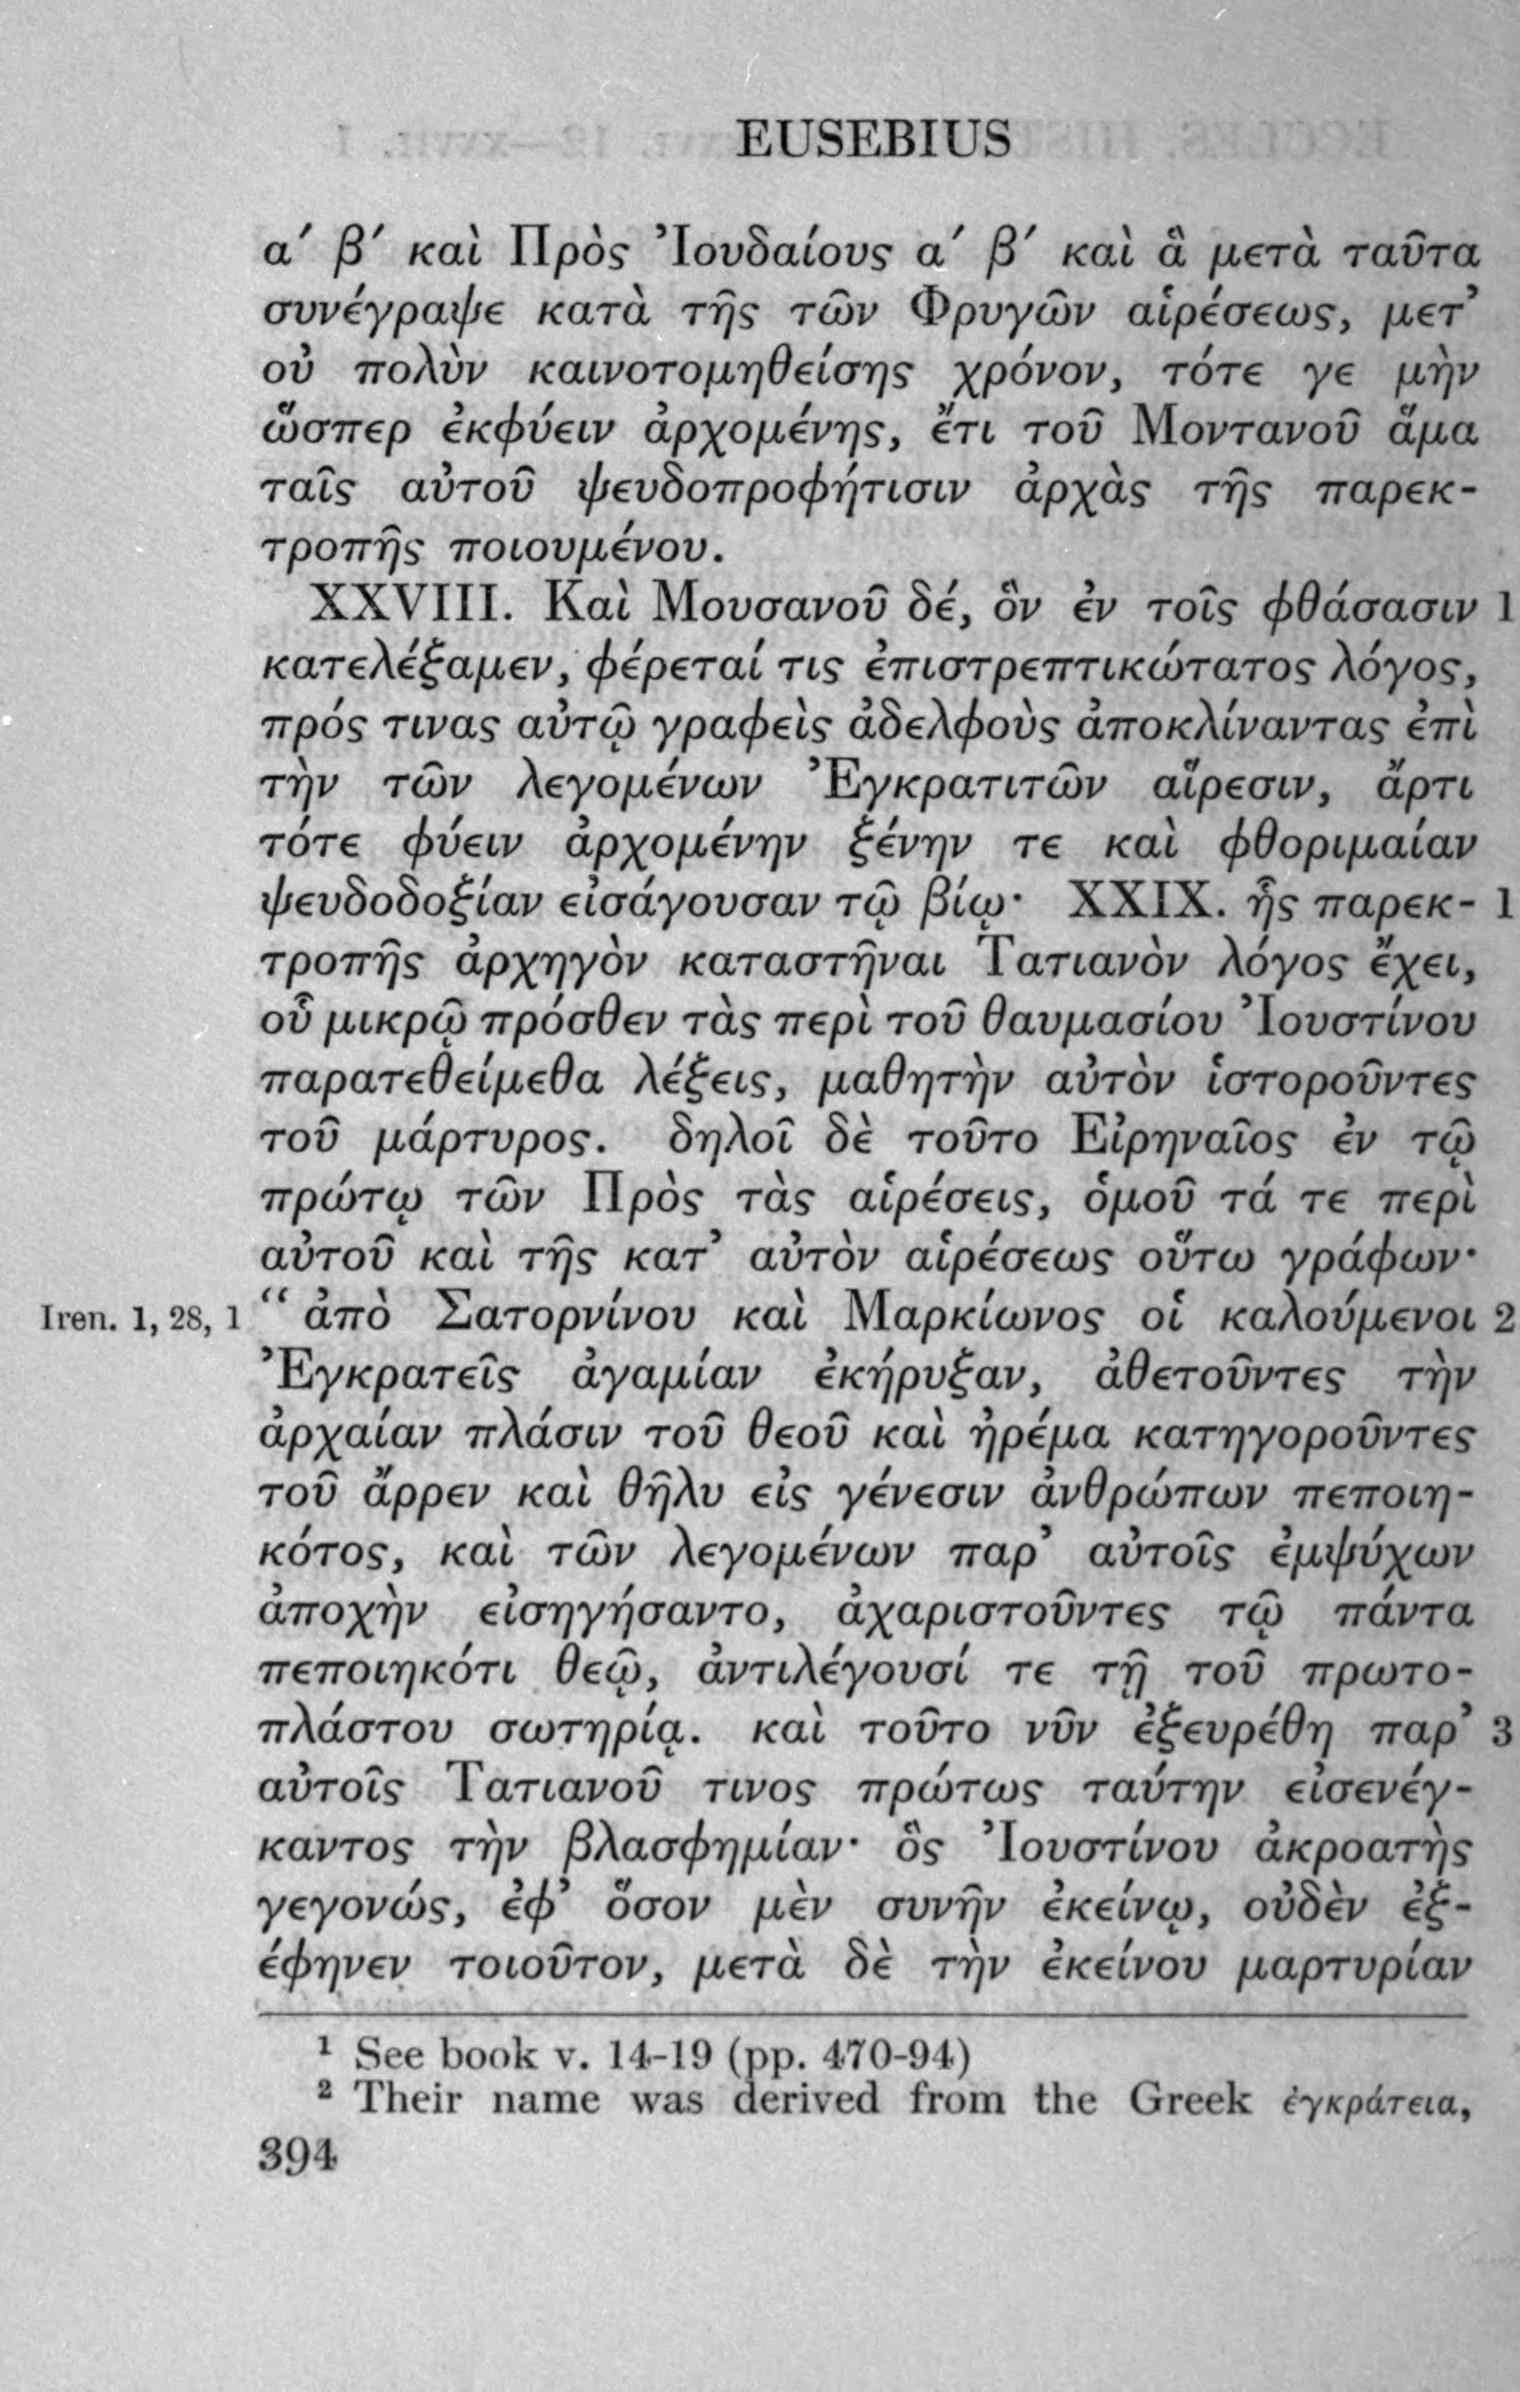 EUSEBIUS
α′ β′ καὶ Πρὸς Ἰουδαίους α′ β′ καὶ ἃ μετὰ ταῦτα
συνέγραψε κατὰ τῆς τῶν Φρυγῶν αἱρέσεως, μετ’
οὐ πολὺν καινοτομηθείσης χρόνον, τότε γε μὴν
ὥσπερ ἐκφύειν ἀρχομένης, ἔτι τοῦ Μοντανοῦ ἅμα
ταῖς αὐτοῦ ψευδοπροφήτισιν ἀρχὰς τῆς παρεκ-
τροπῆς ποιουμένου.
XXVIII. Καὶ Μουσανοῦ δέ, ὃν ἐν τοῖς φθάσασιν 1
κατελέξαμεν, φέρεταί τις ἐπιστρεπτικώτατος λόγος,
πρός τινας αὐτῷ γραφεὶς ἀδελφοὺς ἀποκλίναντας ἐπὶ
τὴν τῶν λεγομένων Ἐγκρατιτῶν αἵρεσιν, ἄρτι
τότε φύειν ἀρχομένην ξένην τε καὶ φθοριμαίαν
ψευδοδοξίαν εἰσάγουσαν τῷ βίῳ· XXIX. ἧς παρεκ- 1
τροπῆς ἀρχηγὸν καταστῆναι Τατιανὸν λόγος ἔχει,
οὗ μικρῷ πρόσθεν τὰς περὶ τοῦ θαυμασίου Ἰουστίνου
παρατεθείμεθα λέξεις, μαθητὴν αὐτὸν ἱστοροῦντες
τοῦ μάρτυρος. δηλοῖ δὲ τοῦτο Εἰρηναῖος ἐν τῷ
πρώτῳ τῶν Πρὸς τὰς αἱρέσεις, ὁμοῦ τά τε περὶ
αὐτοῦ καὶ τῆς κατ’ αὐτὸν αἱρέσεως οὕτω γράφων·
Iren. 1, 28, 1 “ ἀπὸ Σατορνίνου καὶ Μαρκίωνος οἱ καλούμενοι 2
Ἐγκρατεῖς ἀγαμίαν ἐκήρυξαν, ἀθετοῦντες τὴν
ἀρχαίαν πλάσιν τοῦ θεοῦ καὶ ἠρέμα κατηγοροῦντες
τοῦ ἄρρεν καὶ θῆλυ εἰς γένεσιν ἀνθρώπων πεποιη-
κότος, καὶ τῶν λεγομένων παρ’ αὐτοῖς ἐμψύχων
ἀποχὴν εἰσηγήσαντο, ἀχαριστοῦντες τῷ πάντα
πεποιηκότι θεῷ, ἀντιλέγουσί τε τῇ τοῦ πρωτο-
πλάστου σωτηρίᾳ. καὶ τοῦτο νῦν ἐξευρέθη παρ’ 3
αὐτοῖς Τατιανοῦ τινος πρώτως ταύτην εἰσενέγ-
καντος τὴν βλασφημίαν· ὃς Ἰουστίνου ἀκροατὴς
γεγονώς, ἐφ’ ὅσον μὲν συνῆν ἐκείνῳ, οὐδὲν ἐξ-
έφηνεν τοιοῦτον, μετὰ δὲ τὴν ἐκείνου μαρτυρίαν
¹ See book v. 14-19 (pp. 470-94)
² Their name was derived from the Greek ἐγκράτεια,
394